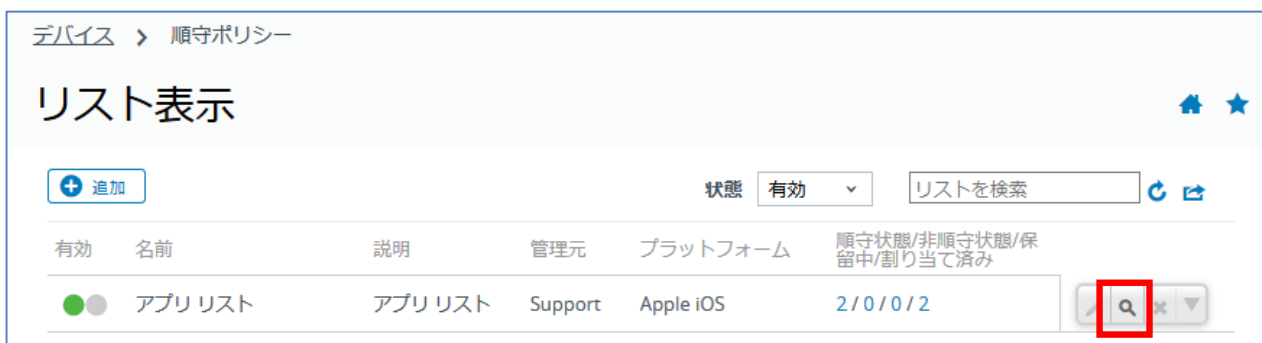 デバイス > 順守ポリシー
リスト表示
追加 状態 有効 リストを検索
有効 名前 説明 管理元 プラットフォーム 順守状態/非順守状態/保
留中/割り当て済み
アプリ リスト アプリ リスト Support Apple iOS 2 / 0 / 0 / 2